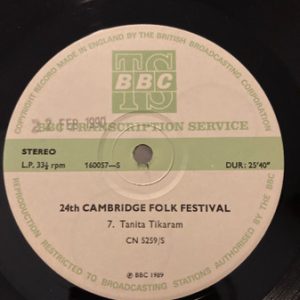 COPYRIGHT RECORD MADE IN ENGLAND BY THE BRITISH BROADCASTING CORPORATION
TS
BBC
22 FEB 1990
BBC TRANSCRIPTION SERVICE
STEREO
L.P. 33⅓ rpm 160057—S DUR: 25'40"
24th CAMBRIDGE FOLK FESTIVAL
7. Tanita Tikaram
CN 5259/S
℗ BBC 1989
REPRODUCTION RESTRICTED TO BROADCASTING STATIONS AUTHORISED BY THE BBC